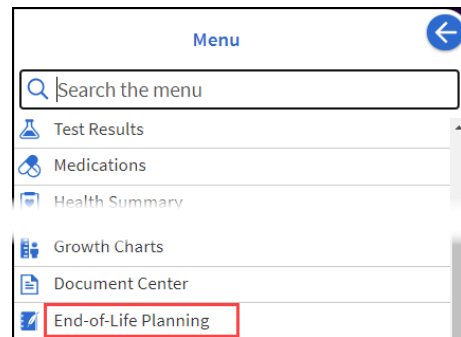 Menu
Search the menu
Test Results
Medications
Health Summary
Growth Charts
Document Center
End-of-Life Planning